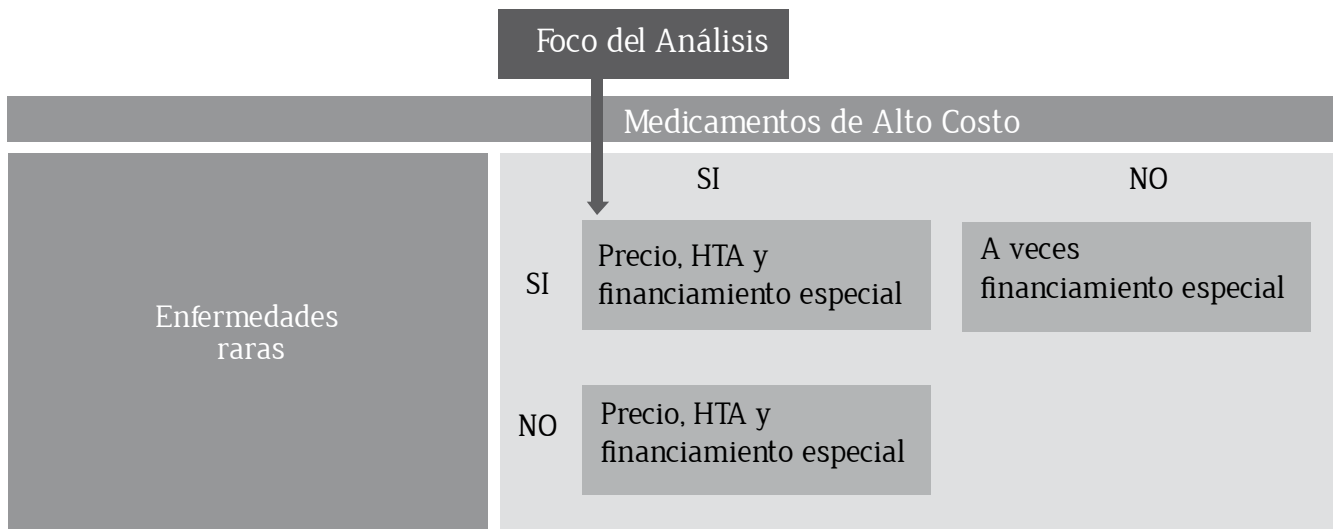 Foco del Análisis
Medicamentos de Alto Costo
SI
NO
Enfermedades
raras
SI
Precio, HTA y
financiamiento especial
A veces
financiamiento especial
NO
Precio, HTA y
financiamiento especial